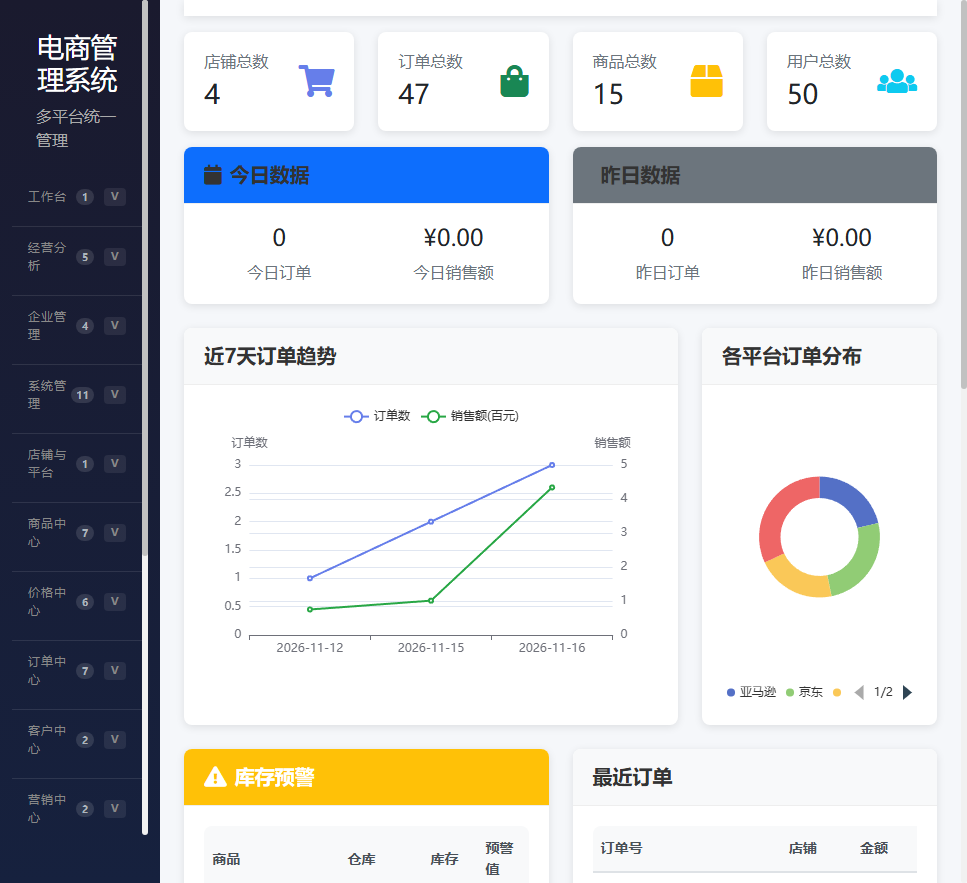 电商管
理系统
多平台统一
管理
工作台 1 V
经营分
析 5 V
企业管
理 4 V
系统管
理 11 V
店铺与
平台 1 V
商品中
心 7 V
价格中
心 6 V
订单中
心 7 V
客户中
心 2 V
营销中
心 2 V
店铺总数
4
订单总数
47
商品总数
15
用户总数
50
今日数据
0
今日订单
¥0.00
今日销售额
昨日数据
0
昨日订单
¥0.00
昨日销售额
近7天订单趋势
订单数 销售额(百元)
订单数 销售额
3 5
2.5 4
2 3
1.5 2
1 1
0.5 0
0
2026-11-12 2026-11-15 2026-11-16
各平台订单分布
亚马逊 京东 1/2
库存预警
商品 仓库 库存 预警
值
最近订单
订单号 店铺 金额